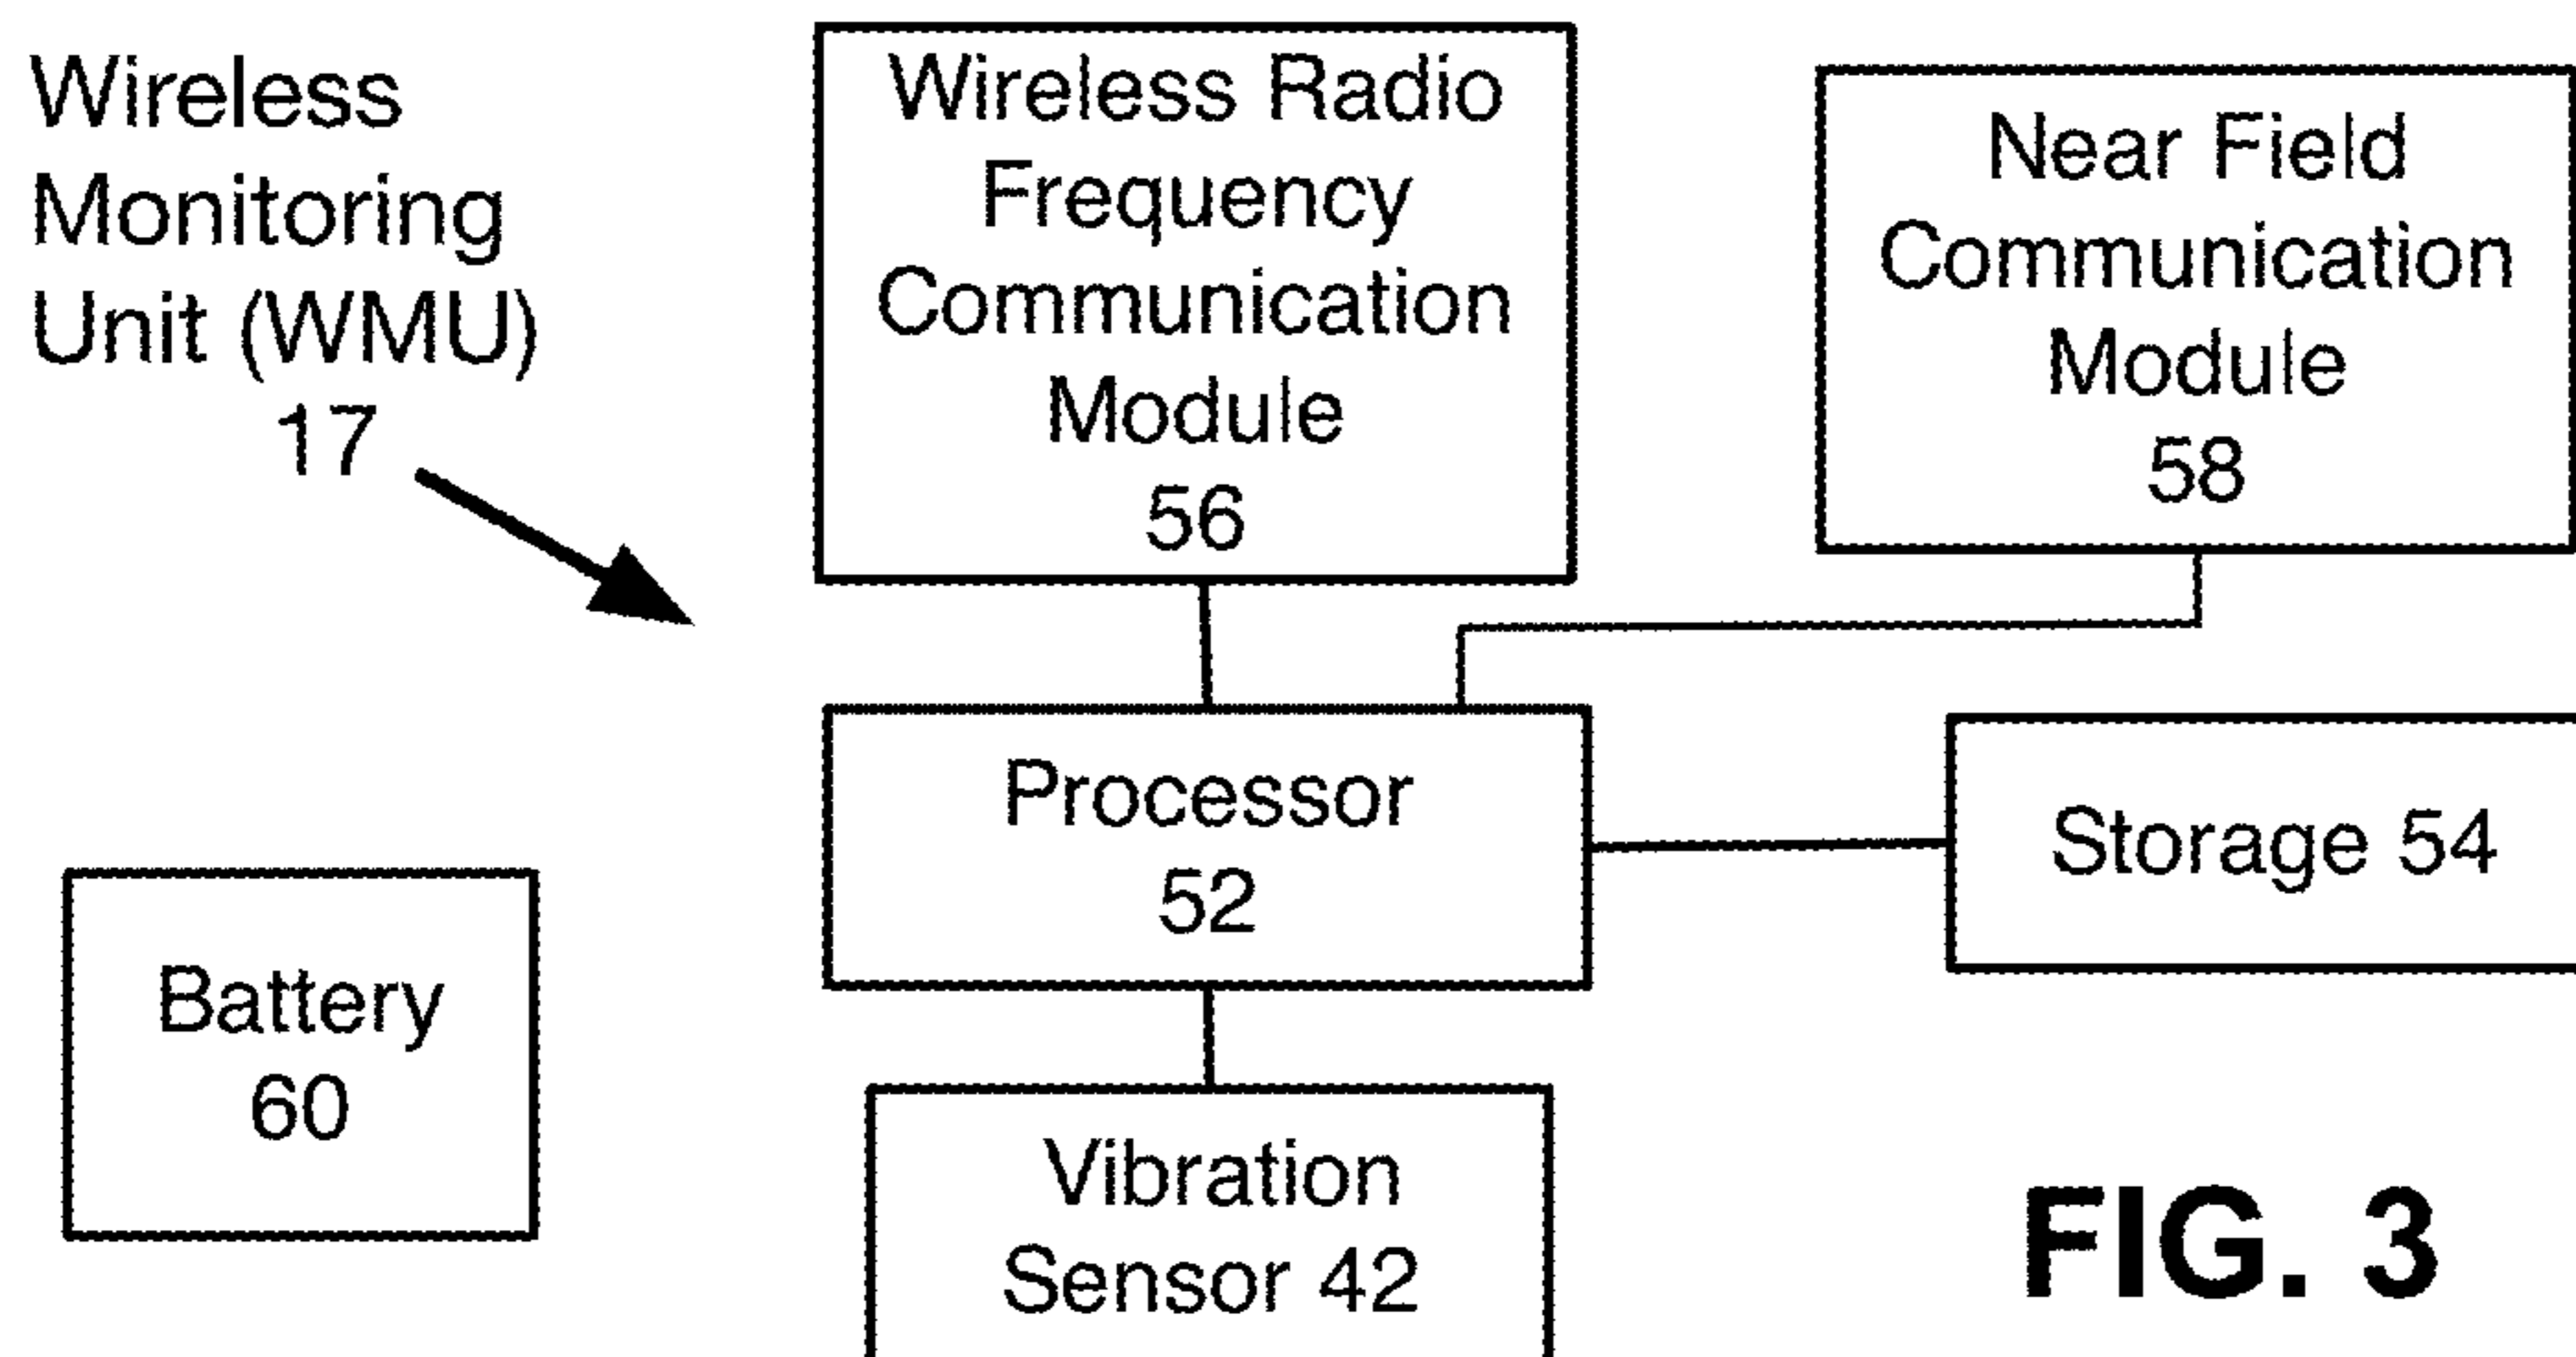 Wireless
Monitoring
Unit (WMU)
17
Wireless Radio
Frequency
Communication
Module
56
Near Field
Communication
Module
58
Processor
52
Storage 54
Battery
60
Vibration
Sensor 42
FIG. 3